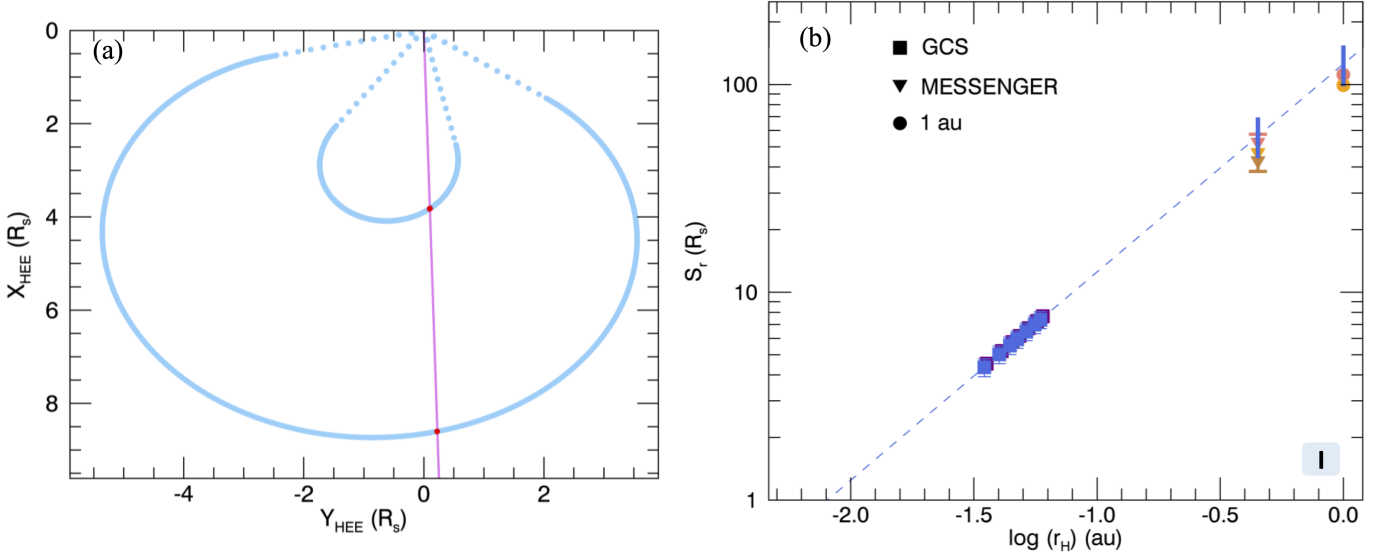 (a)
0
2
4
6
8
X_HEE (R_s)
-4
-2
0
2
Y_HEE (R_s)
(b)
GCS
MESSENGER
1 au
100
10
1
S_r (R_s)
I
-2.0
-1.5
-1.0
-0.5
0.0
log (r_H) (au)